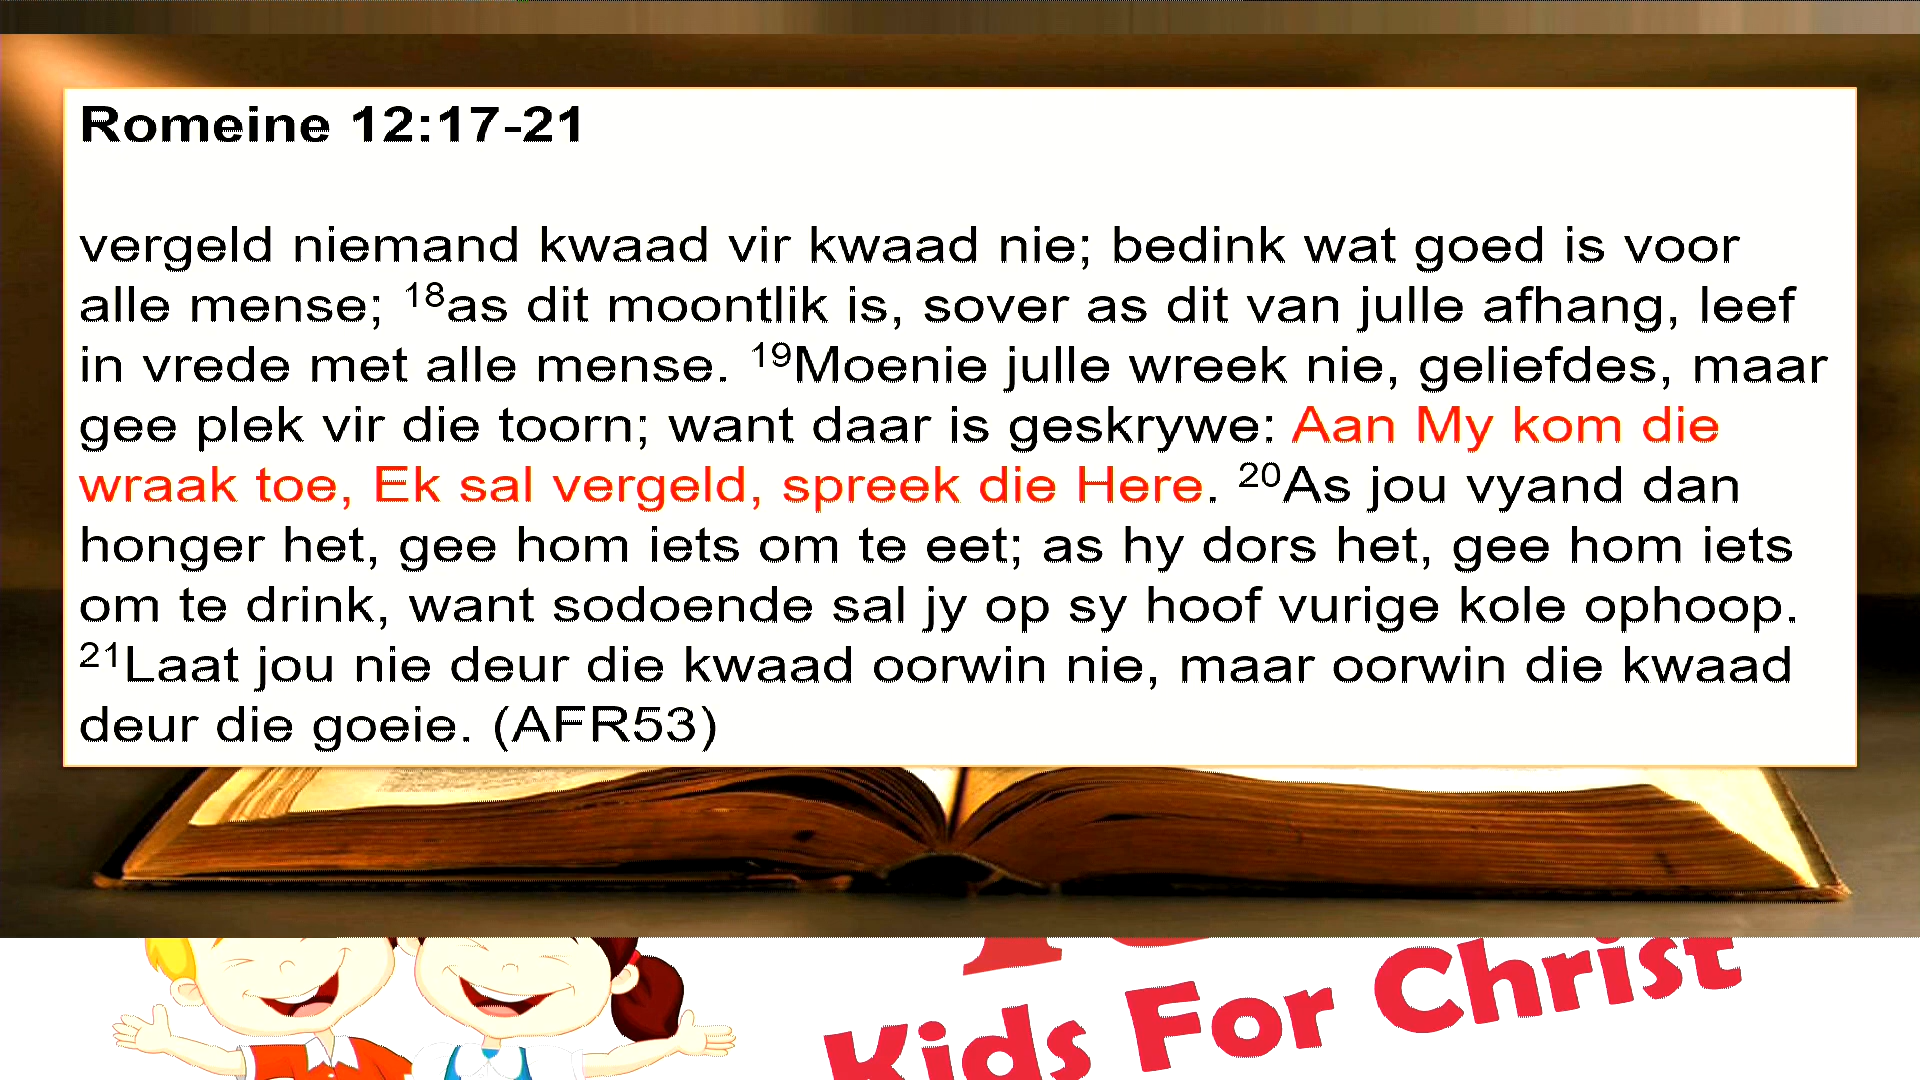 Romeine 12:17-21
vergeld niemand kwaad vir kwaad nie; bedink wat goed is voor
alle mense; 18as dit moontlik is, sover as dit van julle afhang, leef
in vrede met alle mense. 19Moenie julle wreek nie, geliefdes, maar
gee plek vir die toorn; want daar is geskrywe: Aan My kom die
wraak toe, Ek sal vergeld, spreek die Here. 20As jou vyand dan
honger het, gee hom iets om te eet; as hy dors het, gee hom iets
om te drink, want sodoende sal jy op sy hoof vurige kole ophoop.
21Laat jou nie deur die kwaad oorwin nie, maar oorwin die kwaad
deur die goeie. (AFR53)
Kids For Christ